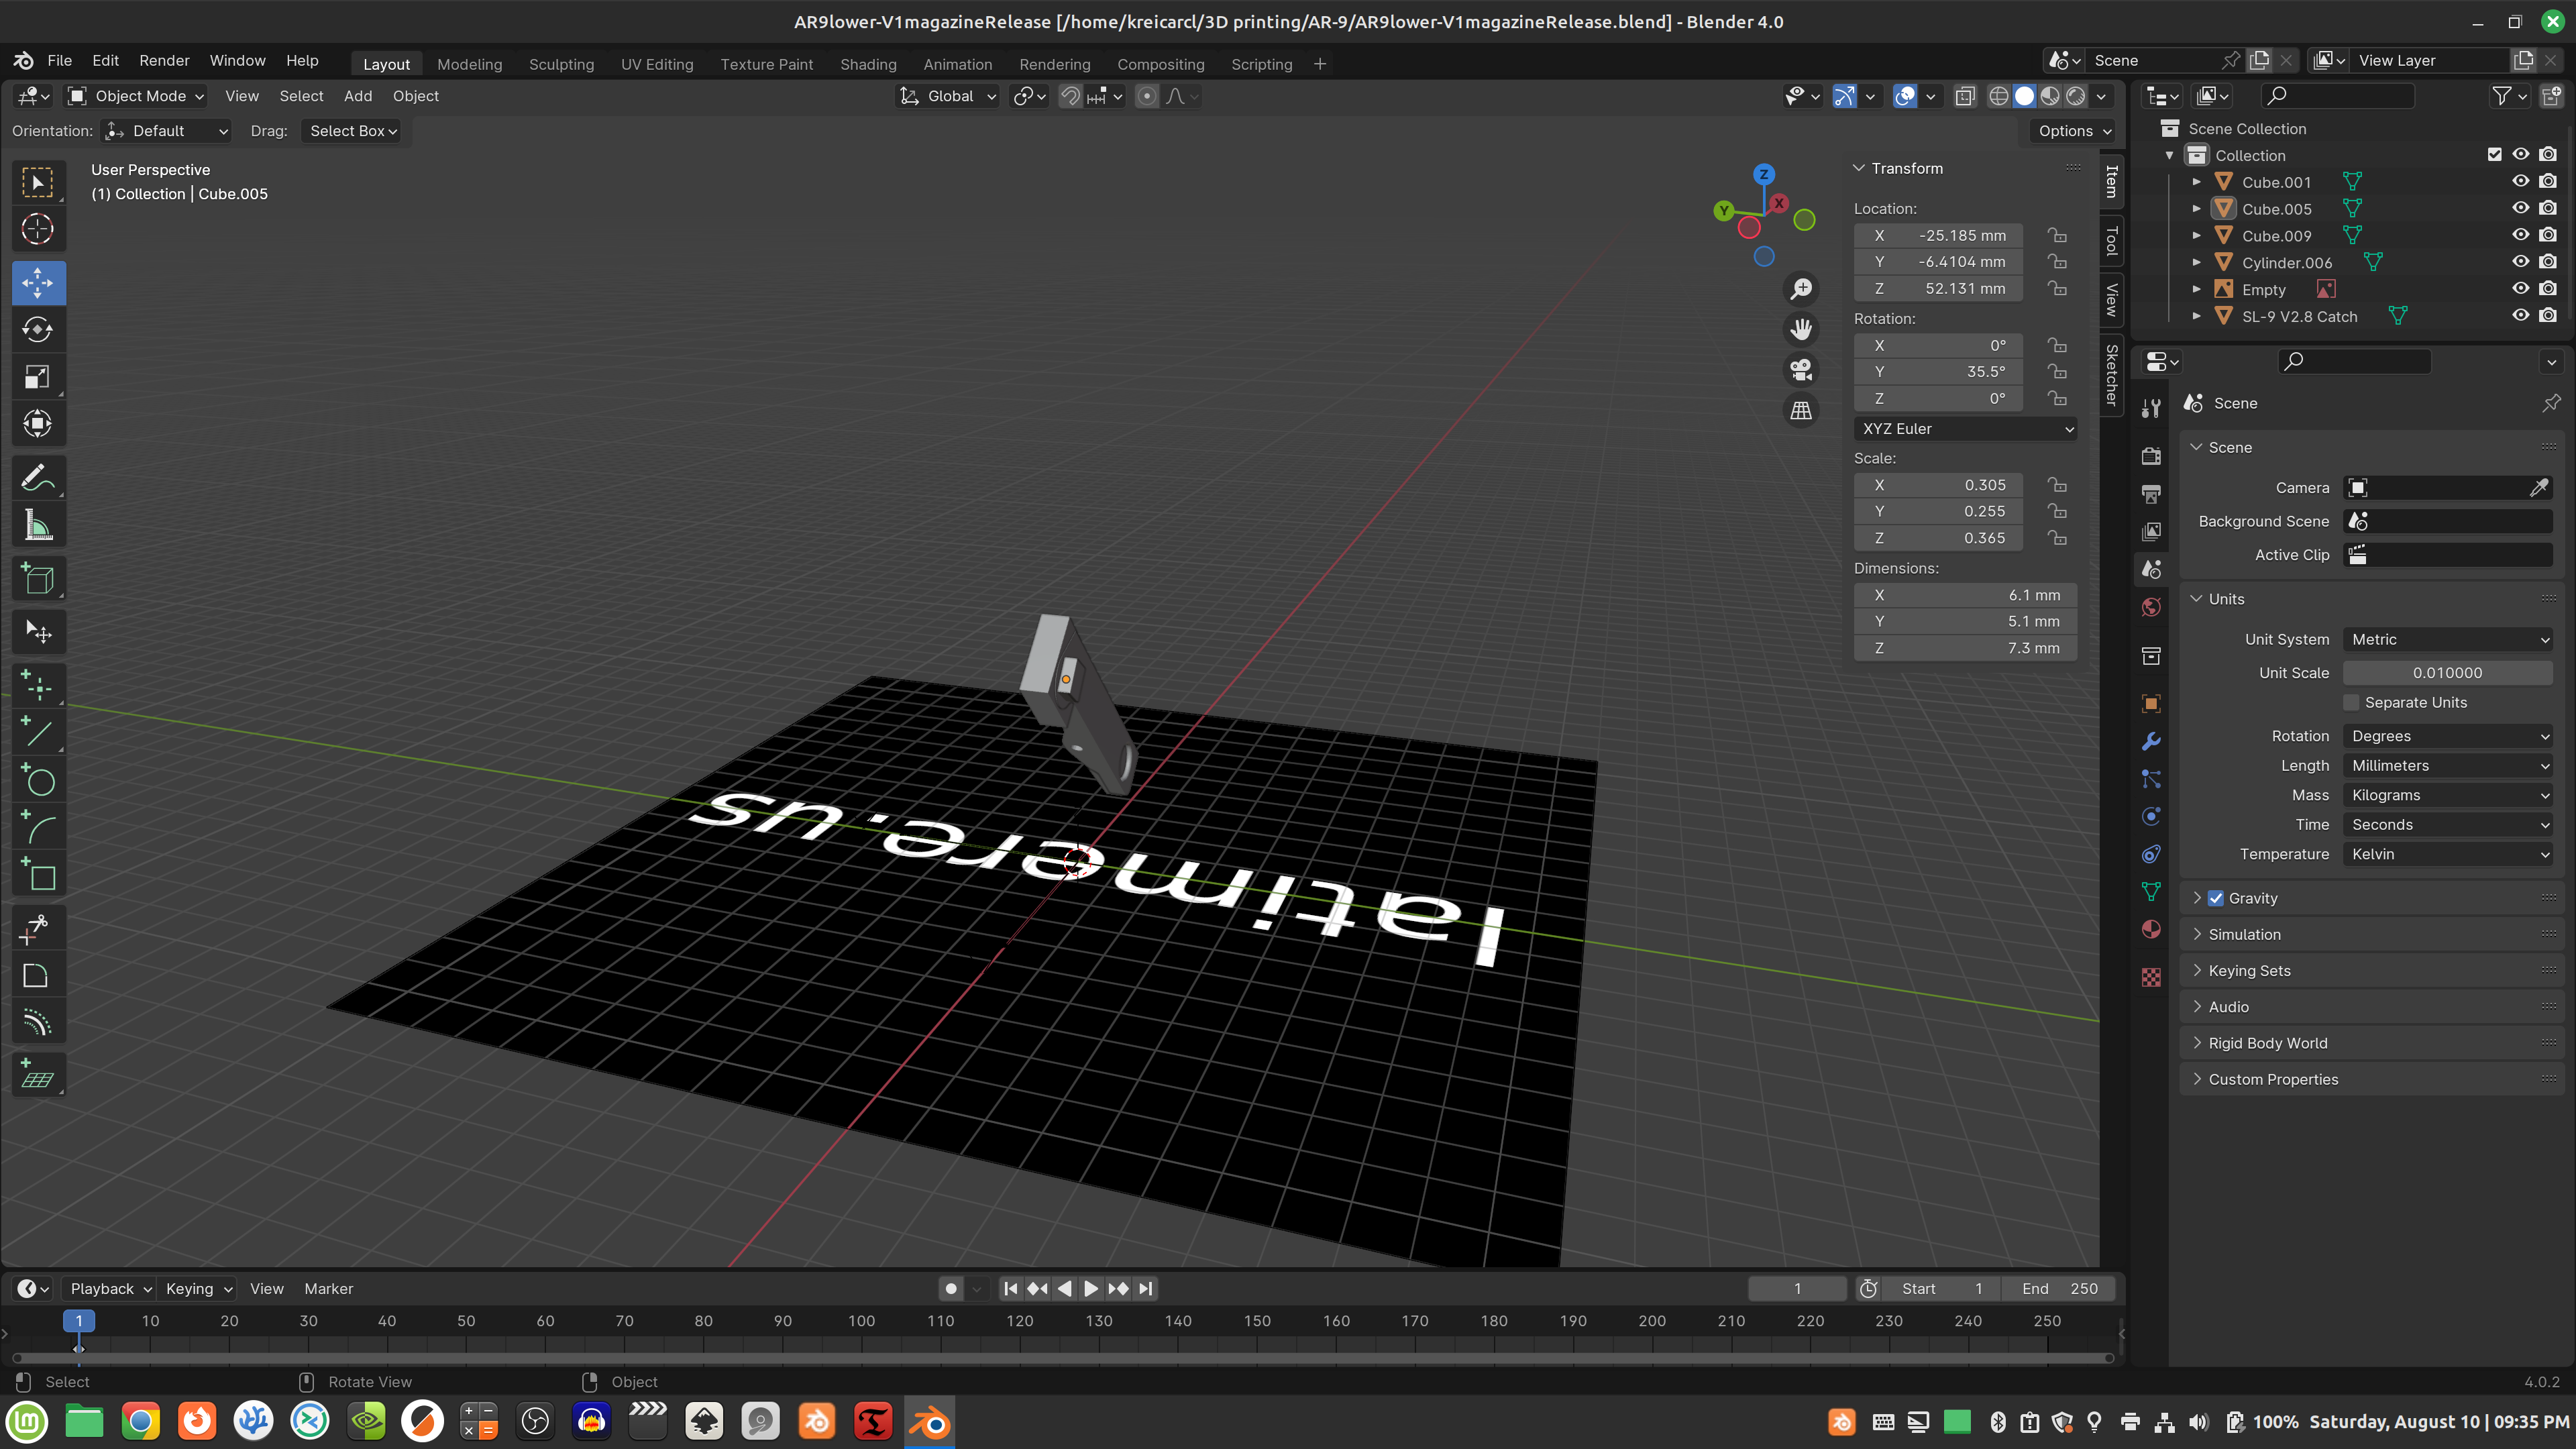 AR9lower-V1magazineRelease [/home/kreicarcl/3D printing/AR-9/AR9lower-V1magazineRelease.blend] - Blender 4.0
File Edit Render Window Help Layout Modeling Sculpting UV Editing Texture Paint Shading Animation Rendering Compositing Scripting + Scene View Layer
Object Mode View Select Add Object Global
Orientation: Default Drag: Select Box Options
User Perspective
(1) Collection | Cube.005
Z
Y
X
Item
Tool
View
Sketcher
Transform
Location:
X -25.185 mm
Y -6.4104 mm
Z 52.131 mm
Rotation:
X 0°
Y 35.5°
Z 0°
XYZ Euler
Scale:
X 0.305
Y 0.255
Z 0.365
Dimensions:
X 6.1 mm
Y 5.1 mm
Z 7.3 mm
latimere.us
Scene Collection
Collection
Cube.001
Cube.005
Cube.009
Cylinder.006
Empty
SL-9 V2.8 Catch
Scene
Scene
Camera
Background Scene
Active Clip
Units
Unit System Metric
Unit Scale 0.010000
Separate Units
Rotation Degrees
Length Millimeters
Mass Kilograms
Time Seconds
Temperature Kelvin
Gravity
Simulation
Keying Sets
Audio
Rigid Body World
Custom Properties
Playback Keying View Marker 1 Start 1 End 250
1 10 20 30 40 50 60 70 80 90 100 110 120 130 140 150 160 170 180 190 200 210 220 230 240 250
Select Rotate View Object 4.0.2
100% Saturday, August 10 | 09:35 PM